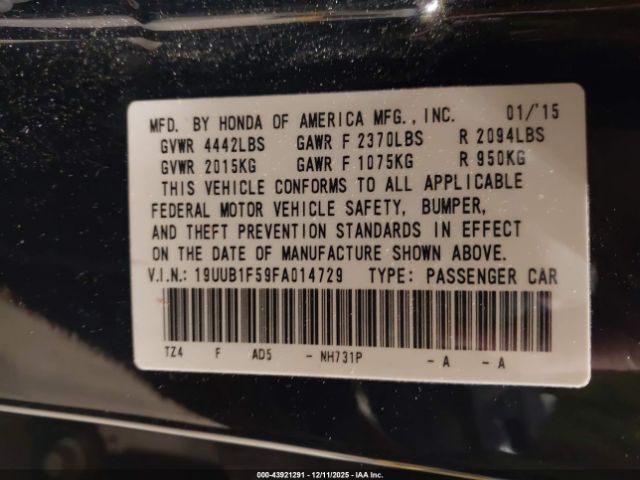 MFD. BY HONDA OF AMERICA MFG., INC. 01/'15
GVWR 4442LBS GAWR F 2370LBS R 2094LBS
GVWR 2015KG GAWR F 1075KG R 950KG
THIS VEHICLE CONFORMS TO ALL APPLICABLE
FEDERAL MOTOR VEHICLE SAFETY, BUMPER,
AND THEFT PREVENTION STANDARDS IN EFFECT
ON THE DATE OF MANUFACTURE SHOWN ABOVE.
V.I.N.: 19UUB1F59FA014729 TYPE: PASSENGER CAR
TZ4 F AD5 - NH731P - A - A
000-43921291 - 12/11/2025 - IAA Inc.